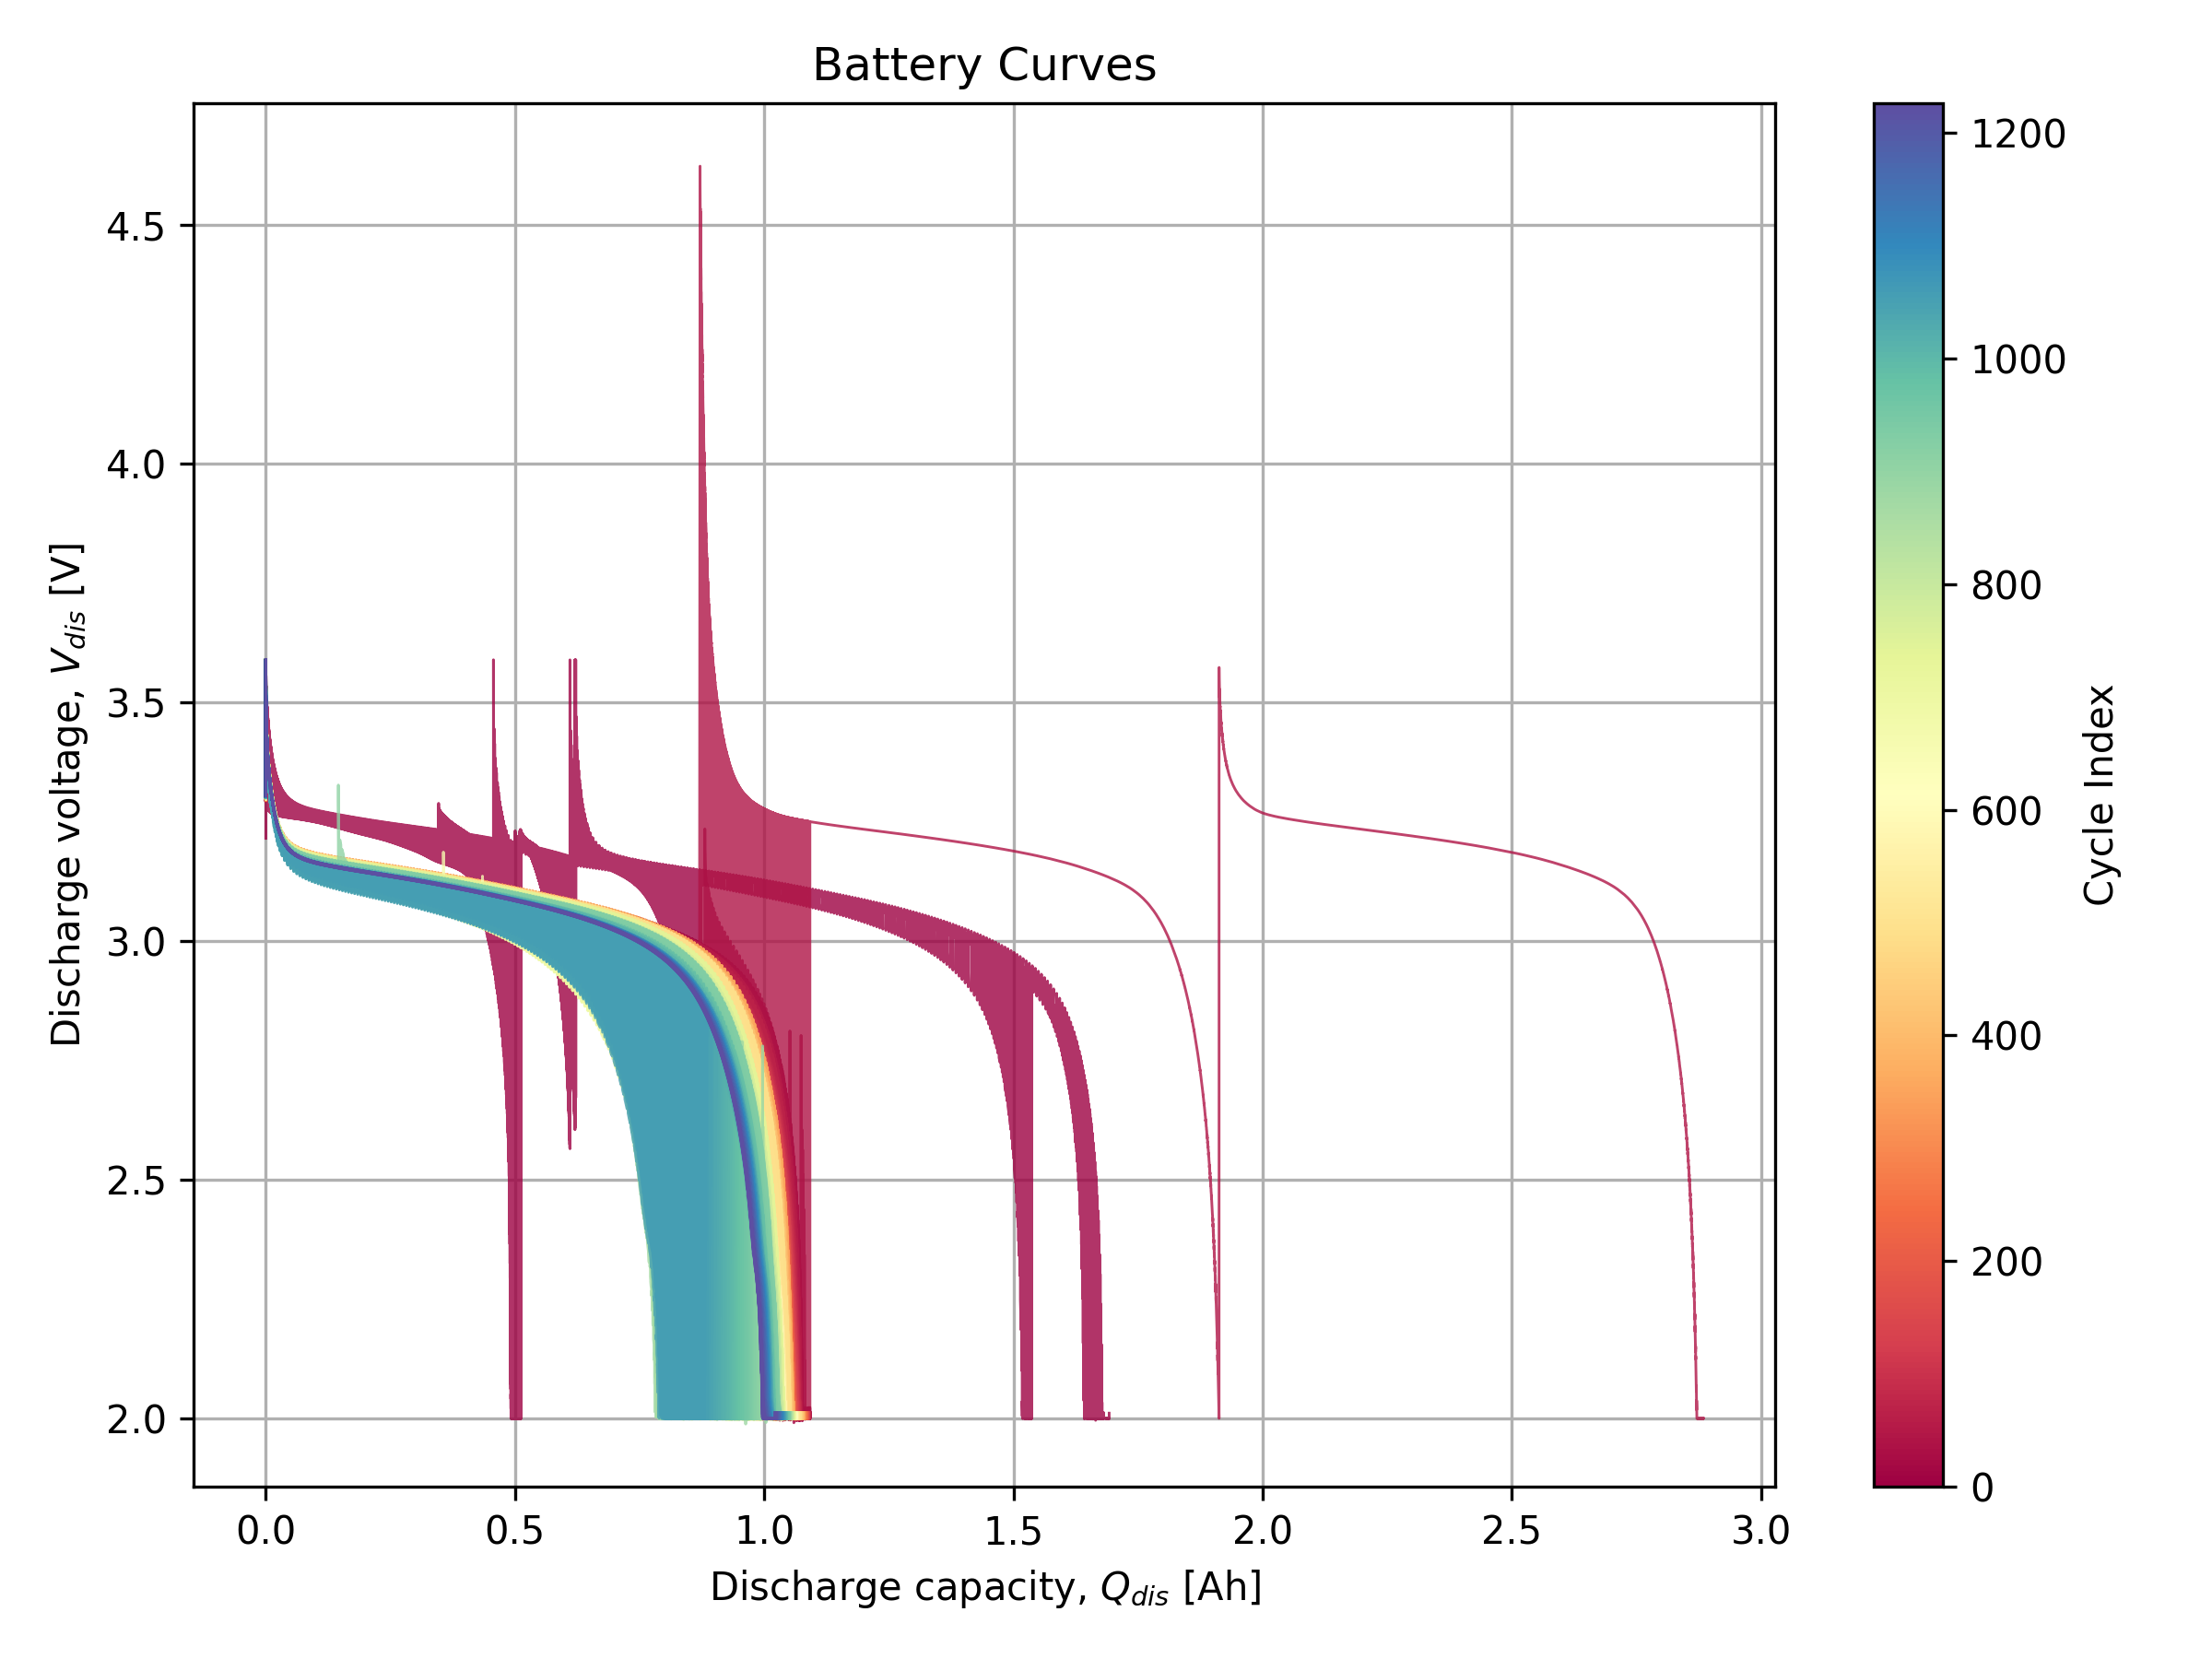 Battery Curves
4.5
4.0
3.5
3.0
2.5
2.0
Discharge voltage, V_dis [V]
0.0 0.5 1.0 1.5 2.0 2.5 3.0
Discharge capacity, Q_dis [Ah]
1200
1000
800
600
400
200
0
Cycle Index